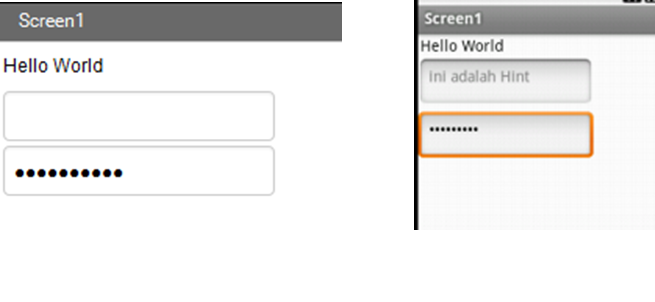 Screen1
Hello World
••••••••••
Screen1
Hello World
ini adalah Hint
•••••••••